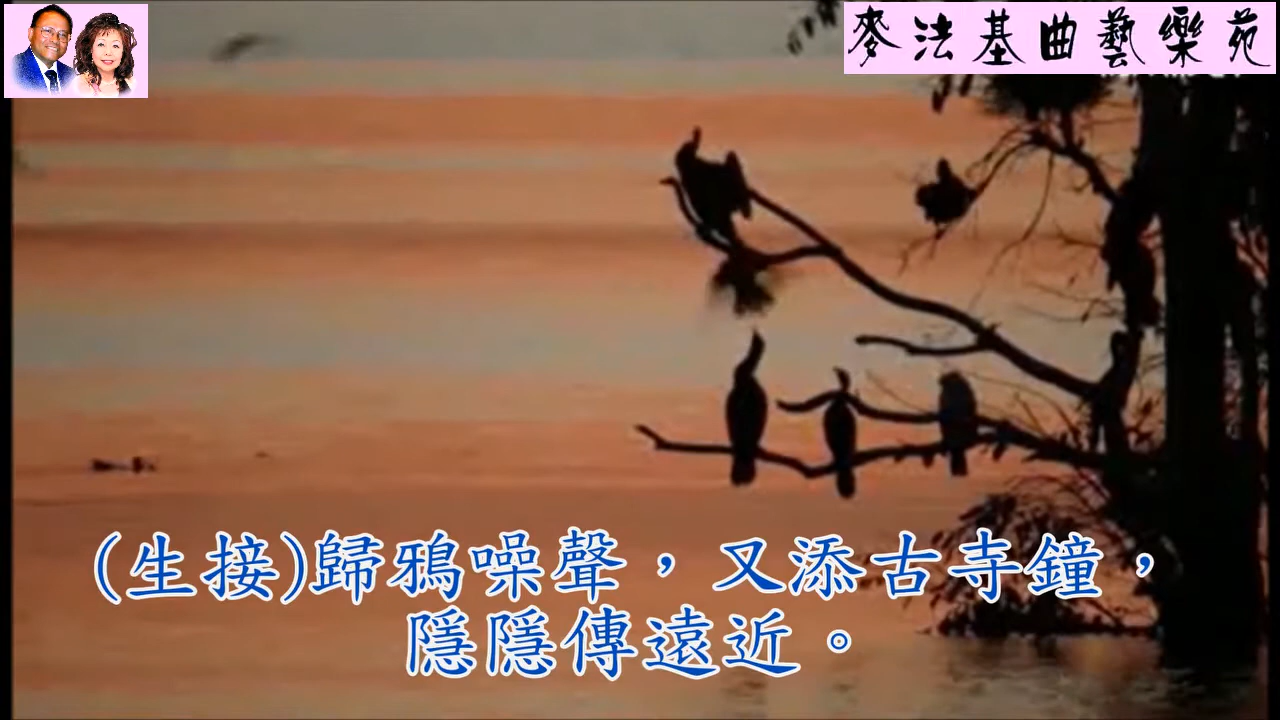 麥法基曲藝樂苑
(生接)歸鴉噪聲，又添古寺鐘，
隱隱傳遠近。